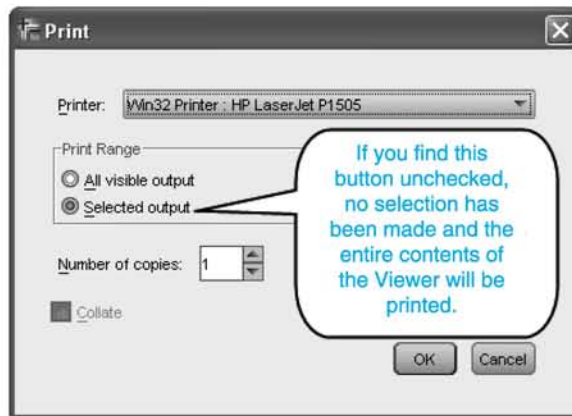 Print
Printer: Win32 Printer : HP LaserJet P1505
Print Range
All visible output
Selected output
If you find this
button unchecked,
no selection has
been made and the
entire contents of
the Viewer will be
printed.
Number of copies: 1
Collate
OK Cancel